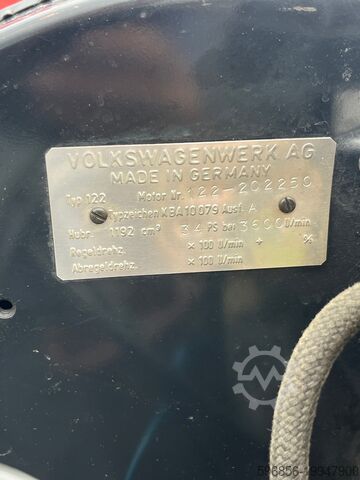 VOLKSWAGENWERK AG
MADE IN GERMANY
Typ 122 Motor Nr. 122-202250
Typzeichen KBA 10079 Ausf. A
Hubr. 1192 cm³ 34 PS bei 3600 U/min
Regeldrehz. × 100 U/min + %
Abregeldrehz. × 100 U/min